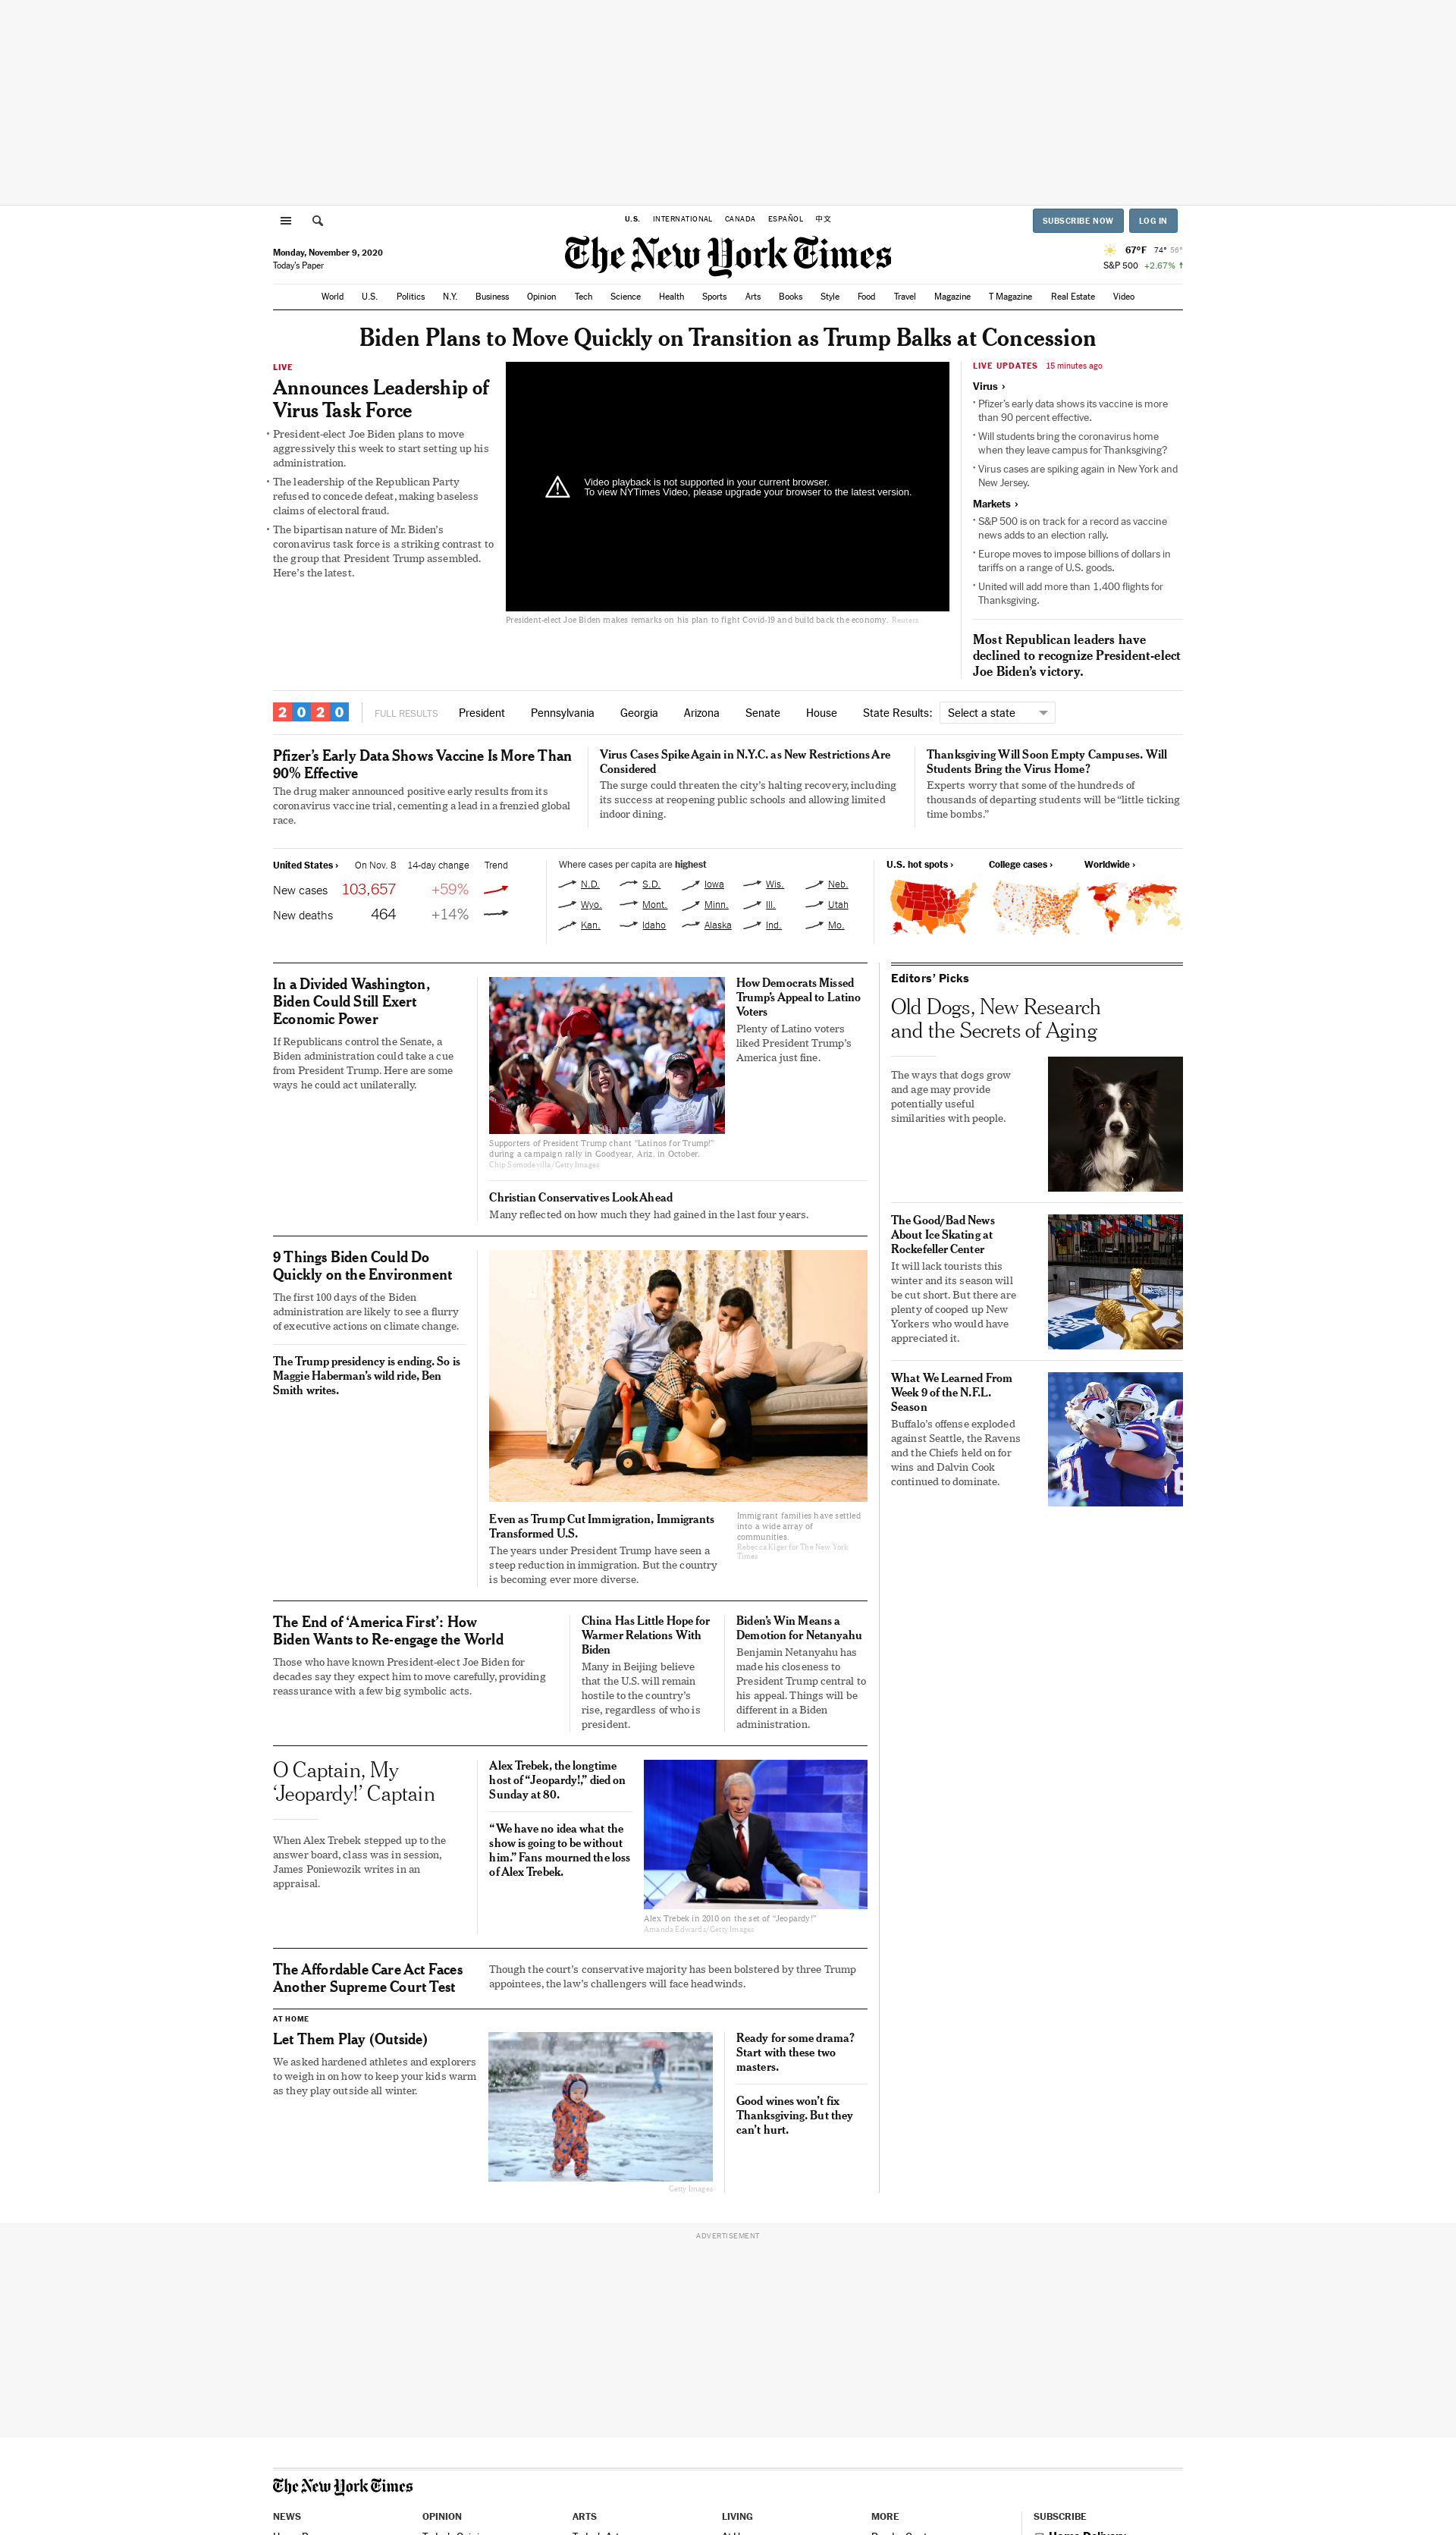 U.S. INTERNATIONAL CANADA ESPAÑOL 中文
SUBSCRIBE NOW LOG IN
Monday, November 9, 2020
Today's Paper
The New York Times
67°F 74° 56°
S&P 500 +2.67%
World U.S. Politics N.Y. Business Opinion Tech Science Health Sports Arts Books Style Food Travel Magazine T Magazine Real Estate Video
Biden Plans to Move Quickly on Transition as Trump Balks at Concession
LIVE
Announces Leadership of
Virus Task Force
• President-elect Joe Biden plans to move
aggressively this week to start setting up his
administration.
• The leadership of the Republican Party
refused to concede defeat, making baseless
claims of electoral fraud.
• The bipartisan nature of Mr. Biden's
coronavirus task force is a striking contrast to
the group that President Trump assembled.
Here's the latest.
Video playback is not supported in your current browser.
To view NYTimes Video, please upgrade your browser to the latest version.
President-elect Joe Biden makes remarks on his plan to fight Covid-19 and build back the economy. Reuters
LIVE UPDATES 15 minutes ago
Virus ›
• Pfizer's early data shows its vaccine is more
than 90 percent effective.
• Will students bring the coronavirus home
when they leave campus for Thanksgiving?
• Virus cases are spiking again in New York and
New Jersey.
Markets ›
• S&P 500 is on track for a record as vaccine
news adds to an election rally.
• Europe moves to impose billions of dollars in
tariffs on a range of U.S. goods.
• United will add more than 1,400 flights for
Thanksgiving.
Most Republican leaders have
declined to recognize President-elect
Joe Biden's victory.
2020 FULL RESULTS President Pennsylvania Georgia Arizona Senate House State Results: Select a state
Pfizer's Early Data Shows Vaccine Is More Than
90% Effective
The drug maker announced positive early results from its
coronavirus vaccine trial, cementing a lead in a frenzied global
race.
Virus Cases Spike Again in N.Y.C. as New Restrictions Are
Considered
The surge could threaten the city's halting recovery, including
its success at reopening public schools and allowing limited
indoor dining.
Thanksgiving Will Soon Empty Campuses. Will
Students Bring the Virus Home?
Experts worry that some of the hundreds of
thousands of departing students will be "little ticking
time bombs."
United States › On Nov. 8 14-day change Trend
New cases 103,657 +59%
New deaths 464 +14%
Where cases per capita are highest
N.D. S.D. Iowa Wis. Neb.
Wyo. Mont. Minn. Ill. Utah
Kan. Idaho Alaska Ind. Mo.
U.S. hot spots › College cases › Worldwide ›
In a Divided Washington,
Biden Could Still Exert
Economic Power
If Republicans control the Senate, a
Biden administration could take a cue
from President Trump. Here are some
ways he could act unilaterally.
Supporters of President Trump chant "Latinos for Trump!"
during a campaign rally in Goodyear, Ariz. in October.
Chip Somodevilla/Getty Images
How Democrats Missed
Trump's Appeal to Latino
Voters
Plenty of Latino voters
liked President Trump's
America just fine.
Christian Conservatives Look Ahead
Many reflected on how much they had gained in the last four years.
9 Things Biden Could Do
Quickly on the Environment
The first 100 days of the Biden
administration are likely to see a flurry
of executive actions on climate change.
The Trump presidency is ending. So is
Maggie Haberman's wild ride, Ben
Smith writes.
Even as Trump Cut Immigration, Immigrants
Transformed U.S.
The years under President Trump have seen a
steep reduction in immigration. But the country
is becoming ever more diverse.
Immigrant families have settled
into a wide array of
communities.
Rebecca Kiger for The New York
Times
The End of 'America First': How
Biden Wants to Re-engage the World
Those who have known President-elect Joe Biden for
decades say they expect him to move carefully, providing
reassurance with a few big symbolic acts.
China Has Little Hope for
Warmer Relations With
Biden
Many in Beijing believe
that the U.S. will remain
hostile to the country's
rise, regardless of who is
president.
Biden's Win Means a
Demotion for Netanyahu
Benjamin Netanyahu has
made his closeness to
President Trump central to
his appeal. Things will be
different in a Biden
administration.
O Captain, My
'Jeopardy!' Captain
When Alex Trebek stepped up to the
answer board, class was in session,
James Poniewozik writes in an
appraisal.
Alex Trebek, the longtime
host of "Jeopardy!," died on
Sunday at 80.
"We have no idea what the
show is going to be without
him." Fans mourned the loss
of Alex Trebek.
Alex Trebek in 2010 on the set of "Jeopardy!"
Amanda Edwards/Getty Images
The Affordable Care Act Faces
Another Supreme Court Test
Though the court's conservative majority has been bolstered by three Trump
appointees, the law's challengers will face headwinds.
AT HOME
Let Them Play (Outside)
We asked hardened athletes and explorers
to weigh in on how to keep your kids warm
as they play outside all winter.
Getty Images
Ready for some drama?
Start with these two
masters.
Good wines won't fix
Thanksgiving. But they
can't hurt.
Editors' Picks
Old Dogs, New Research
and the Secrets of Aging
The ways that dogs grow
and age may provide
potentially useful
similarities with people.
The Good/Bad News
About Ice Skating at
Rockefeller Center
It will lack tourists this
winter and its season will
be cut short. But there are
plenty of cooped up New
Yorkers who would have
appreciated it.
What We Learned From
Week 9 of the N.F.L.
Season
Buffalo's offense exploded
against Seattle, the Ravens
and the Chiefs held on for
wins and Dalvin Cook
continued to dominate.
ADVERTISEMENT
The New York Times
NEWS OPINION ARTS LIVING MORE SUBSCRIBE